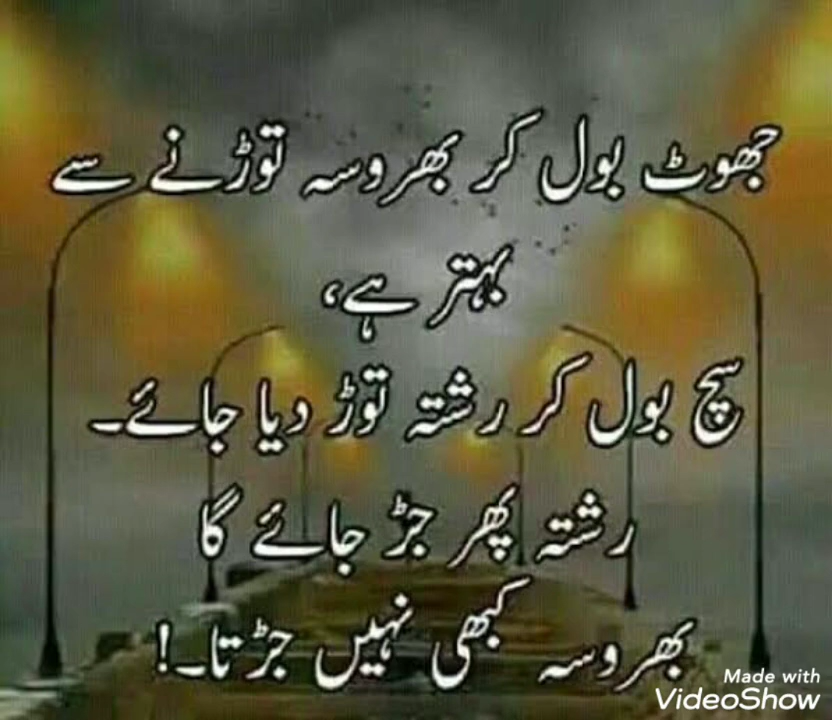 جھوٹ بول کر بھروسہ توڑنے سے
بہتر ہے،
سچ بول کر رشتہ توڑ دیا جائے۔
رشتہ پھر جڑ جائے گا
بھروسہ کبھی نہیں جڑتا۔!
Made with
VideoShow